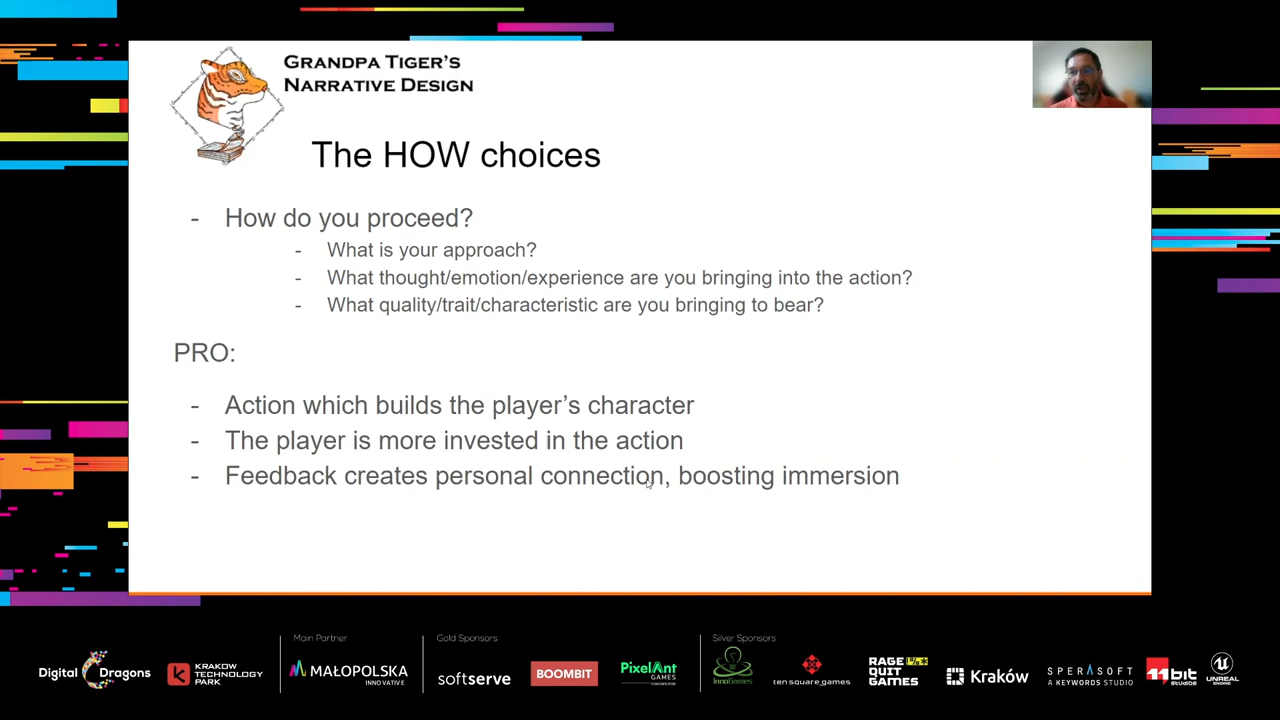 GRANDPA TIGER'S
NARRATIVE DESIGN
The HOW choices
- How do you proceed?
- What is your approach?
- What thought/emotion/experience are you bringing into the action?
- What quality/trait/characteristic are you bringing to bear?
PRO:
- Action which builds the player's character
- The player is more invested in the action
- Feedback creates personal connection, boosting immersion
Main Partner
Gold Sponsors
Silver Sponsors
Digital Dragons
KRAKOW
TECHNOLOGY
PARK
MAŁOPOLSKA
INNOVATIVE
softserve
BOOMBIT
PixelAnt
GAMES
InnoGames
ten square games
RAGE
QUIT
GAMES
Kraków
SPERASOFT
A KEYWORDS STUDIO
11 bit
STUDIOS
UNREAL
ENGINE